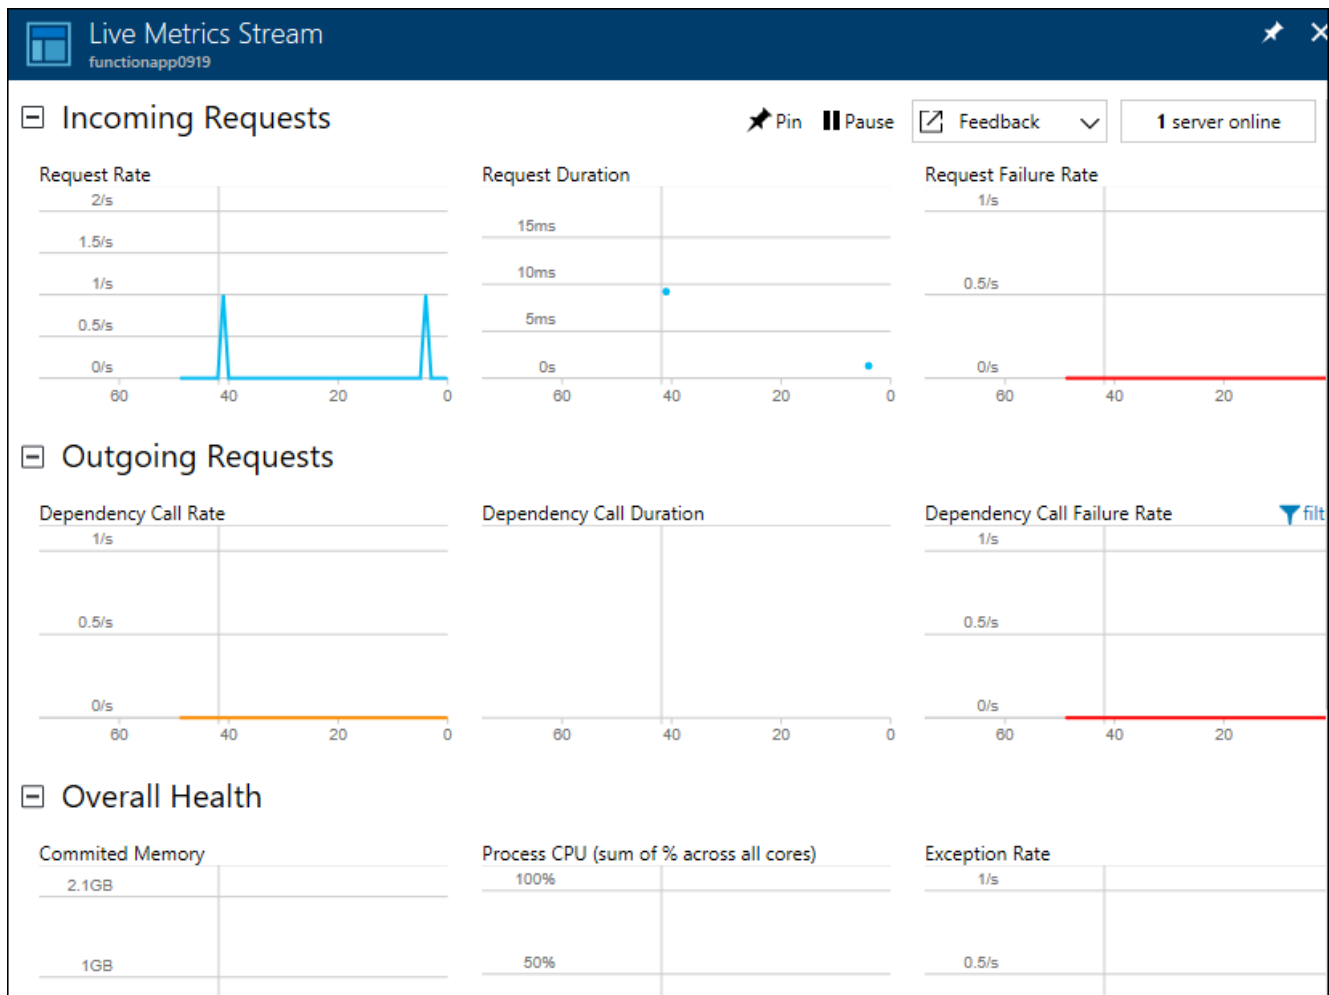 Live Metrics Stream
functionapp0919
Incoming Requests
Pin Pause Feedback 1 server online
Request Rate Request Duration Request Failure Rate
2/s 1/s
15ms
1.5/s
10ms
1/s 0.5/s
5ms
0.5/s
0/s 0s 0/s
60 40 20 0 60 40 20 0 60 40 20
Outgoing Requests
Dependency Call Rate Dependency Call Duration Dependency Call Failure Rate filt
1/s 1/s
0.5/s 0.5/s
0/s 0/s
60 40 20 0 60 40 20 0 60 40 20
Overall Health
Commited Memory Process CPU (sum of % across all cores) Exception Rate
2.1GB 100% 1/s
1GB 50% 0.5/s